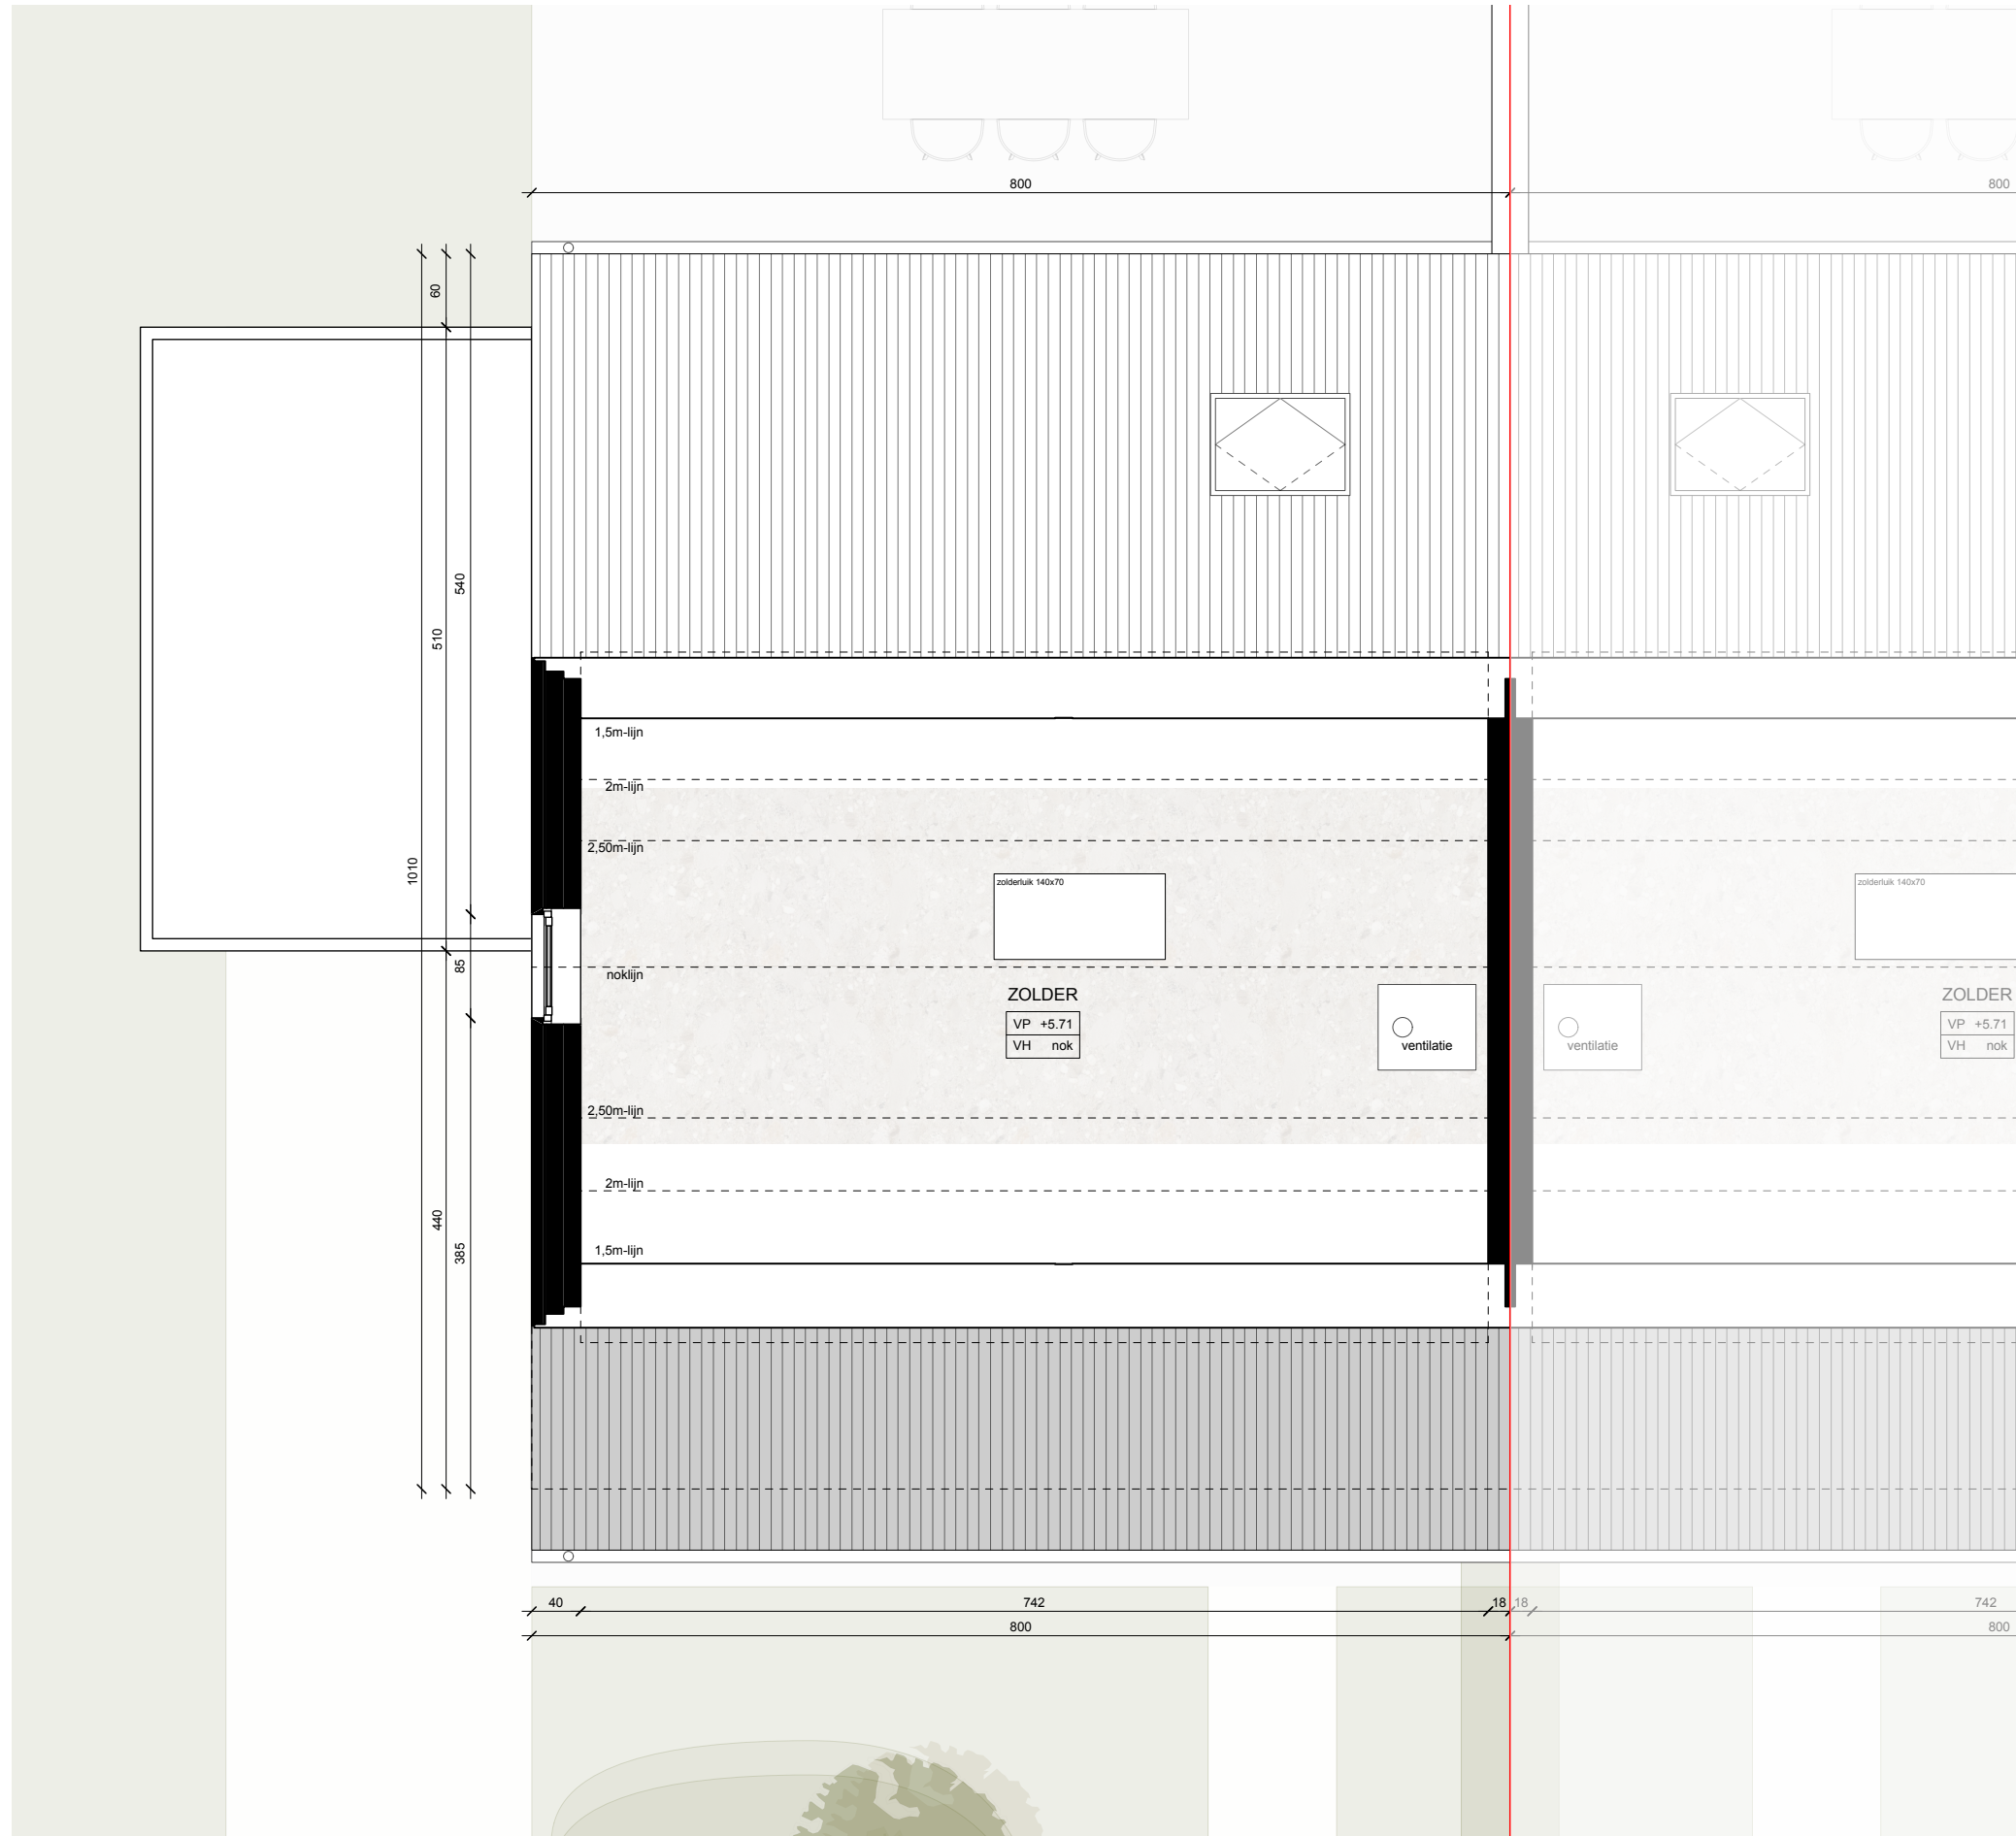 800
800
60
540
510
1010
85
440
385
1,5m-lijn
2m-lijn
2,50m-lijn
zolderluik 140x70
zolderluik 140x70
noklijn
ZOLDER
VP +5.71
VH nok
ventilatie
ventilatie
ZOLDER
VP +5.71
VH nok
2,50m-lijn
2m-lijn
1,5m-lijn
40
742
18
18
742
800
800